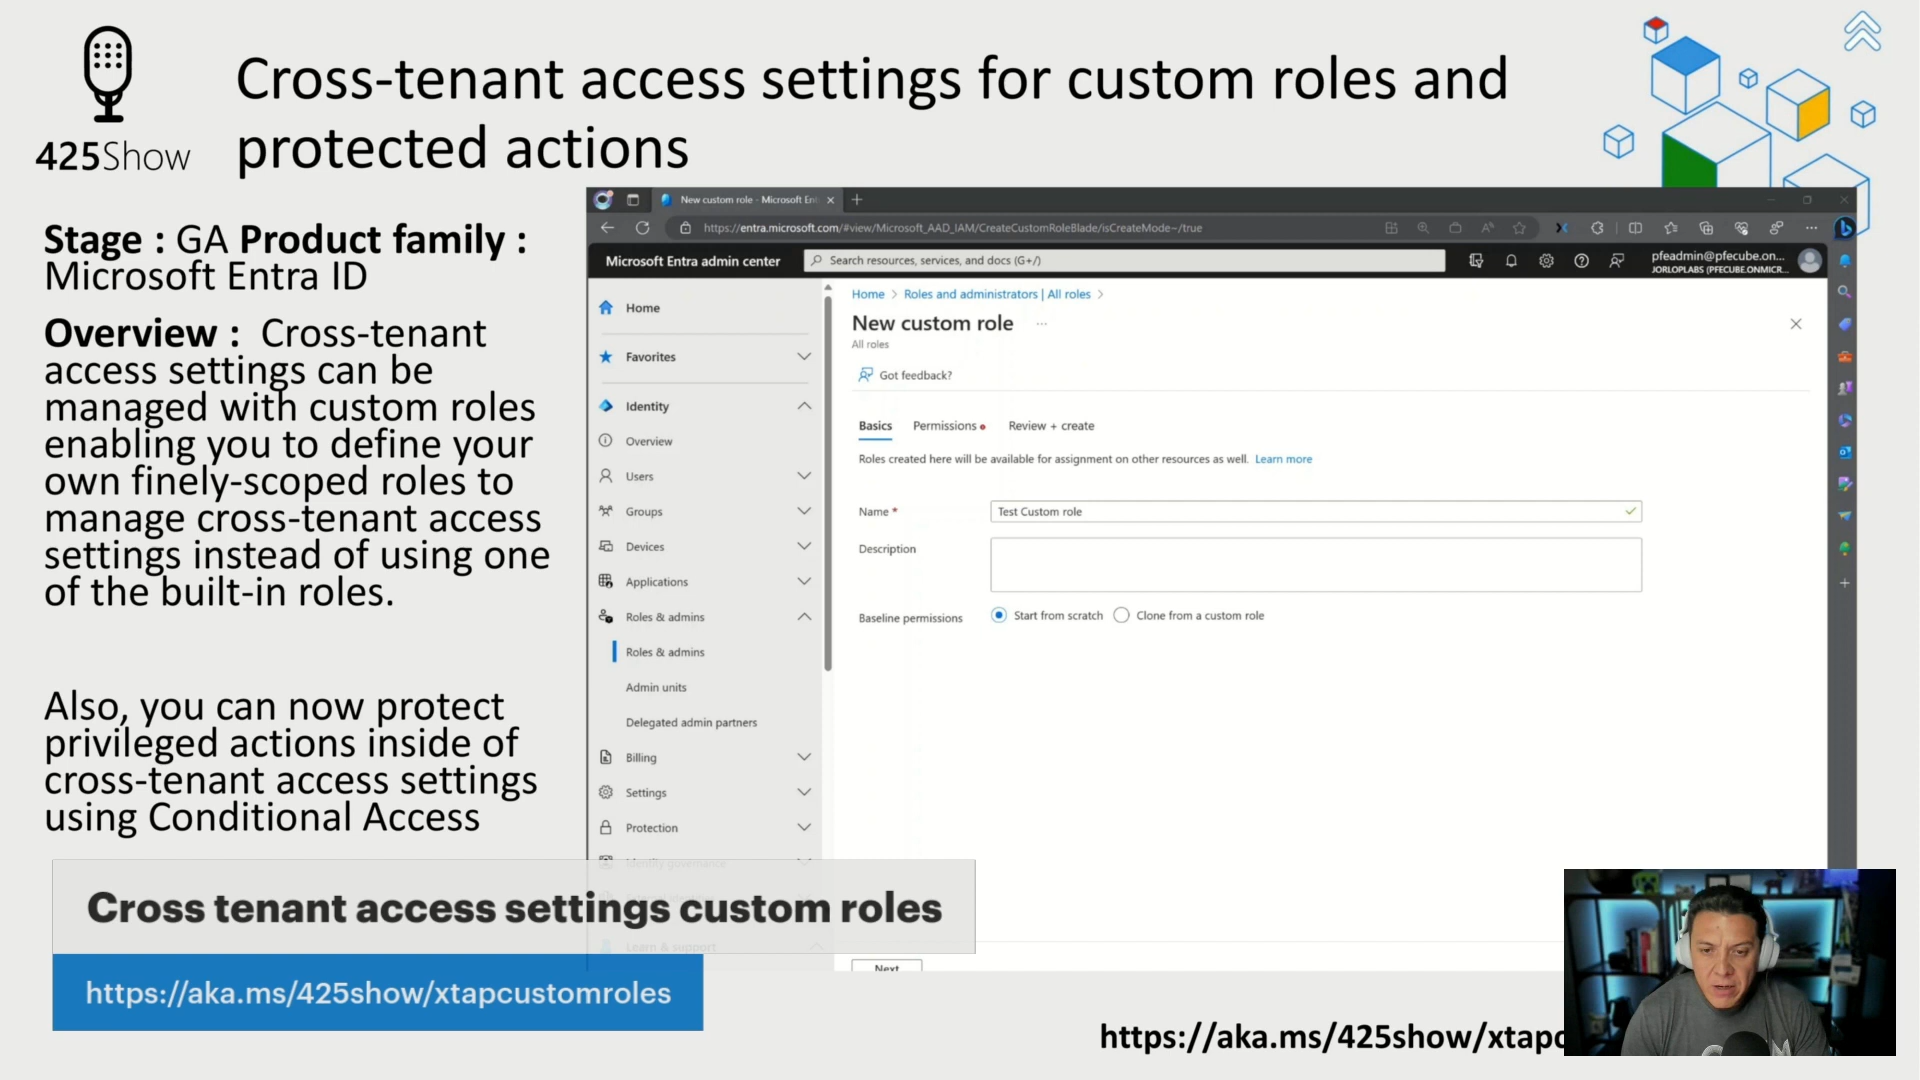 425Show
Cross-tenant access settings for custom roles and
protected actions
Stage : GA Product family :
Microsoft Entra ID
Overview : Cross-tenant
access settings can be
managed with custom roles
enabling you to define your
own finely-scoped roles to
manage cross-tenant access
settings instead of using one
of the built-in roles.
Also, you can now protect
privileged actions inside of
cross-tenant access settings
using Conditional Access
New custom role - Microsoft Ent
https://entra.microsoft.com/#view/Microsoft_AAD_IAM/CreateCustomRoleBlade/isCreateMode~/true
Microsoft Entra admin center
Search resources, services, and docs (G+/)
pfeadmin@pfecube.on...
JORLOPLABS (PFECUBE.ONMICR...
Home
Favorites
Identity
Overview
Users
Groups
Devices
Applications
Roles & admins
Roles & admins
Admin units
Delegated admin partners
Billing
Settings
Protection
Identity governance
Learn & support
Home > Roles and administrators | All roles >
New custom role ...
All roles
Got feedback?
Basics Permissions Review + create
Roles created here will be available for assignment on other resources as well. Learn more
Name * Test Custom role
Description
Baseline permissions Start from scratch Clone from a custom role
Next
Cross tenant access settings custom roles
https://aka.ms/425show/xtapcustomroles
https://aka.ms/425show/xtapc